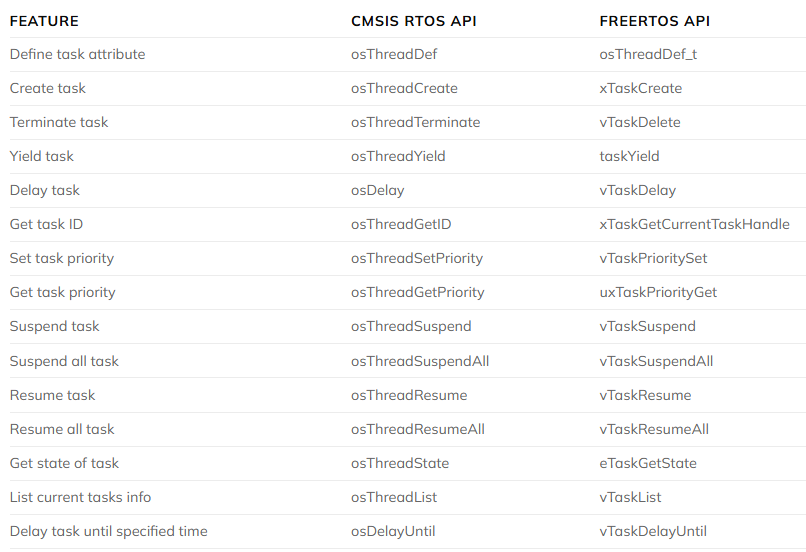 FEATURE CMSIS RTOS API FREERTOS API
Define task attribute osThreadDef osThreadDef_t
Create task osThreadCreate xTaskCreate
Terminate task osThreadTerminate vTaskDelete
Yield task osThreadYield taskYield
Delay task osDelay vTaskDelay
Get task ID osThreadGetID xTaskGetCurrentTaskHandle
Set task priority osThreadSetPriority vTaskPrioritySet
Get task priority osThreadGetPriority uxTaskPriorityGet
Suspend task osThreadSuspend vTaskSuspend
Suspend all task osThreadSuspendAll vTaskSuspendAll
Resume task osThreadResume vTaskResume
Resume all task osThreadResumeAll vTaskResumeAll
Get state of task osThreadState eTaskGetState
List current tasks info osThreadList vTaskList
Delay task until specified time osDelayUntil vTaskDelayUntil